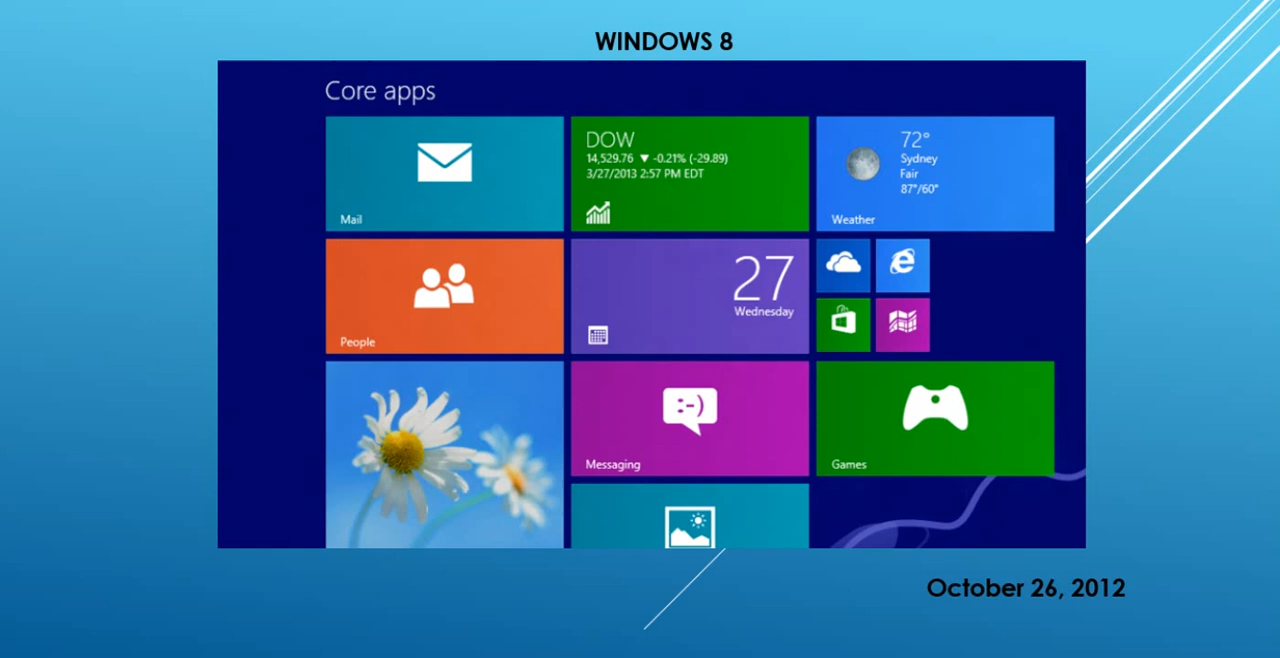 WINDOWS 8
Core apps
Mail
DOW
14,529.76 ▼ -0.21% (-29.89)
3/27/2013 2:57 PM EDT
72°
Sydney
Fair
87°/60°
Weather
People
27
Wednesday
:-)
Messaging
Games
October 26, 2012